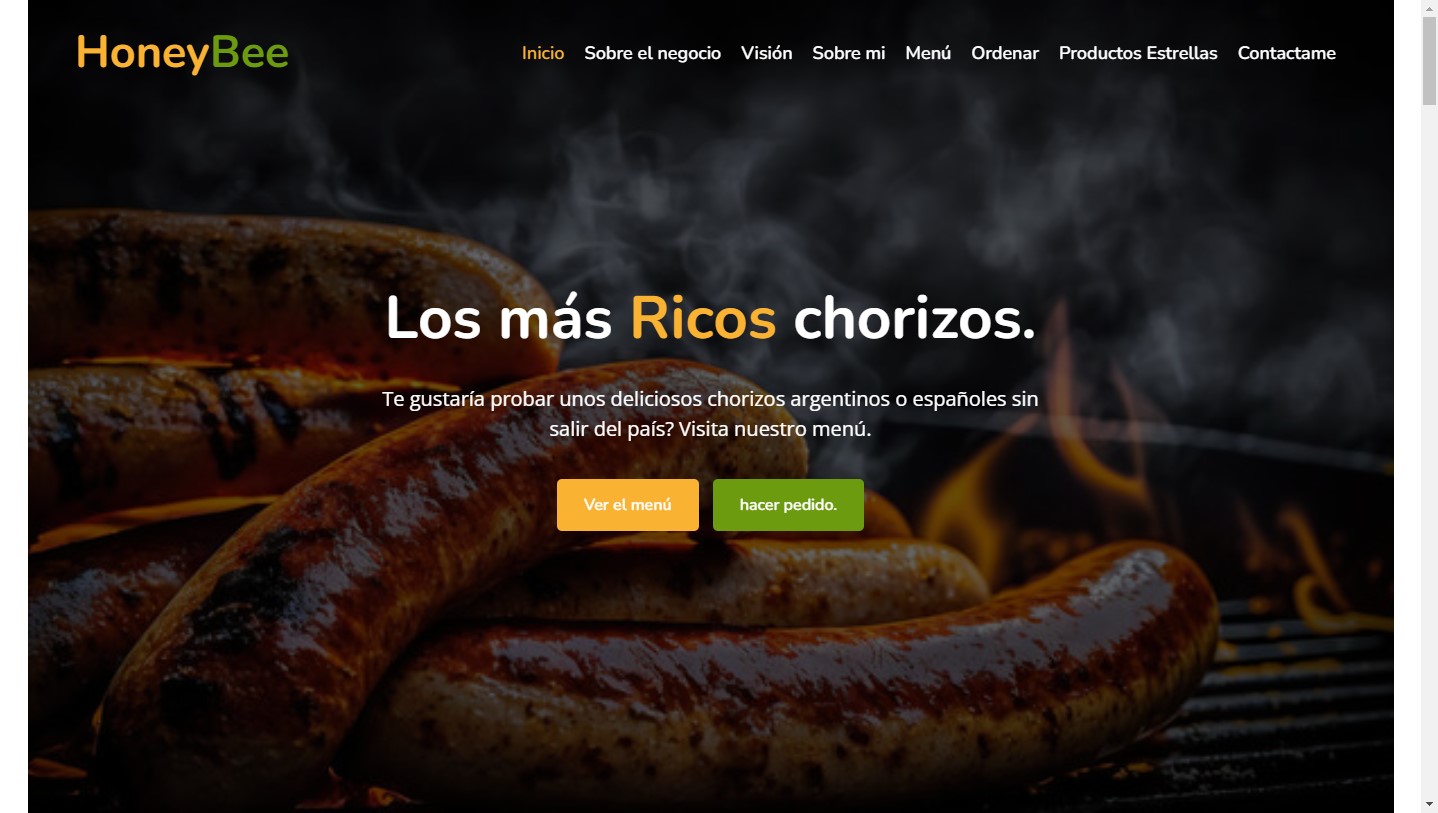 HoneyBee
Inicio Sobre el negocio Visión Sobre mi Menú Ordenar Productos Estrellas Contactame
Los más Ricos chorizos.
Te gustaría probar unos deliciosos chorizos argentinos o españoles sin
salir del país? Visita nuestro menú.
Ver el menú hacer pedido.